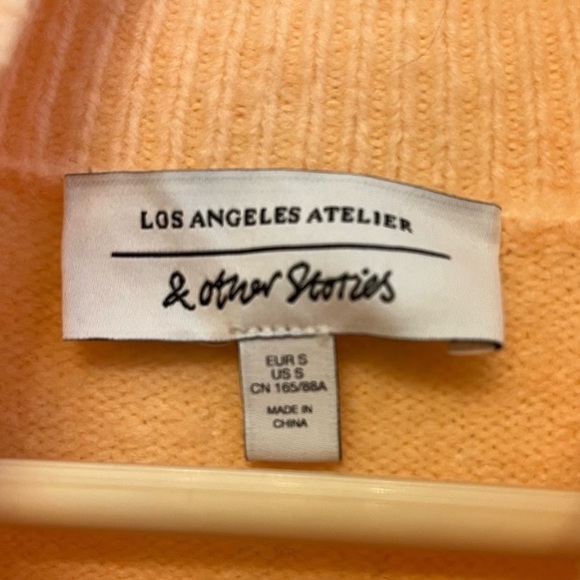 LOS ANGELES ATELIER
& other Stories
EUR S
US S
CN 165/88A
MADE IN
CHINA